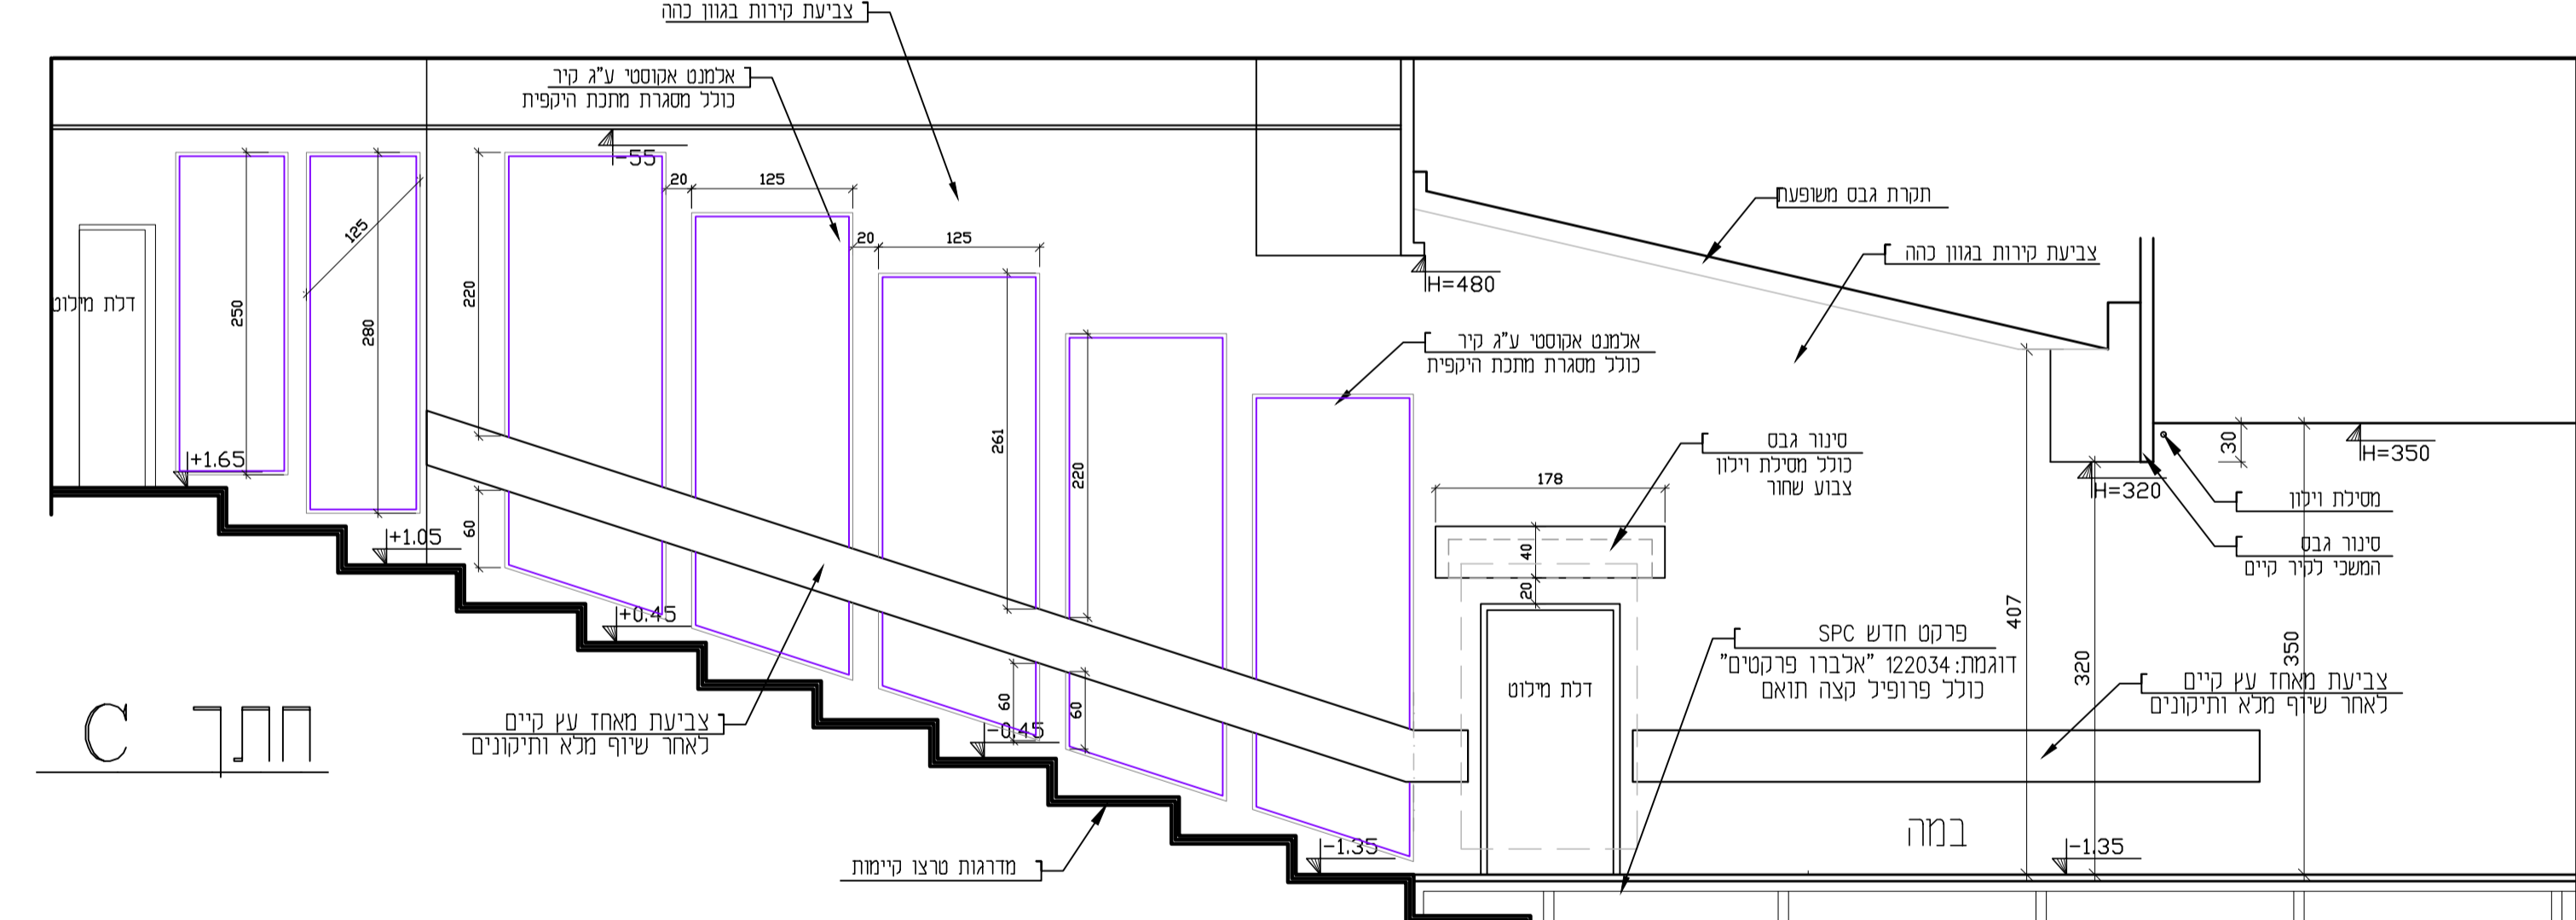 צביעת קירות בגוון כהה
אלמנט אקוסטי ע"ג קיר
כולל מסגרת מתכת היקפית
-55
20
125
20
125
125
250
280
220
60
261
60
220
60
דלת מילוט
+1.65
+1.05
+0.45
-0.45
-1.35
תקרת גבס משופעת
צביעת קירות בגוון כהה
H=480
אלמנט אקוסטי ע"ג קיר
כולל מסגרת מתכת היקפית
סינור גבס
כולל מסילת וילון
צבוע שחור
178
40
20
30
H=350
H=320
מסילת וילון
סינור גבס
המשכי לקיר קיים
407
320
350
פרקט חדש SPC
דוגמת: 122034 "אלברו פרקטים"
כולל פרופיל קצה תואם
דלת מילוט
צביעת מאחז עץ קיים
לאחר שיוף מלא ותיקונים
צביעת מאחז עץ קיים
לאחר שיוף מלא ותיקונים
חתך C
במה
-1.35
מדרגות טרצו קיימות